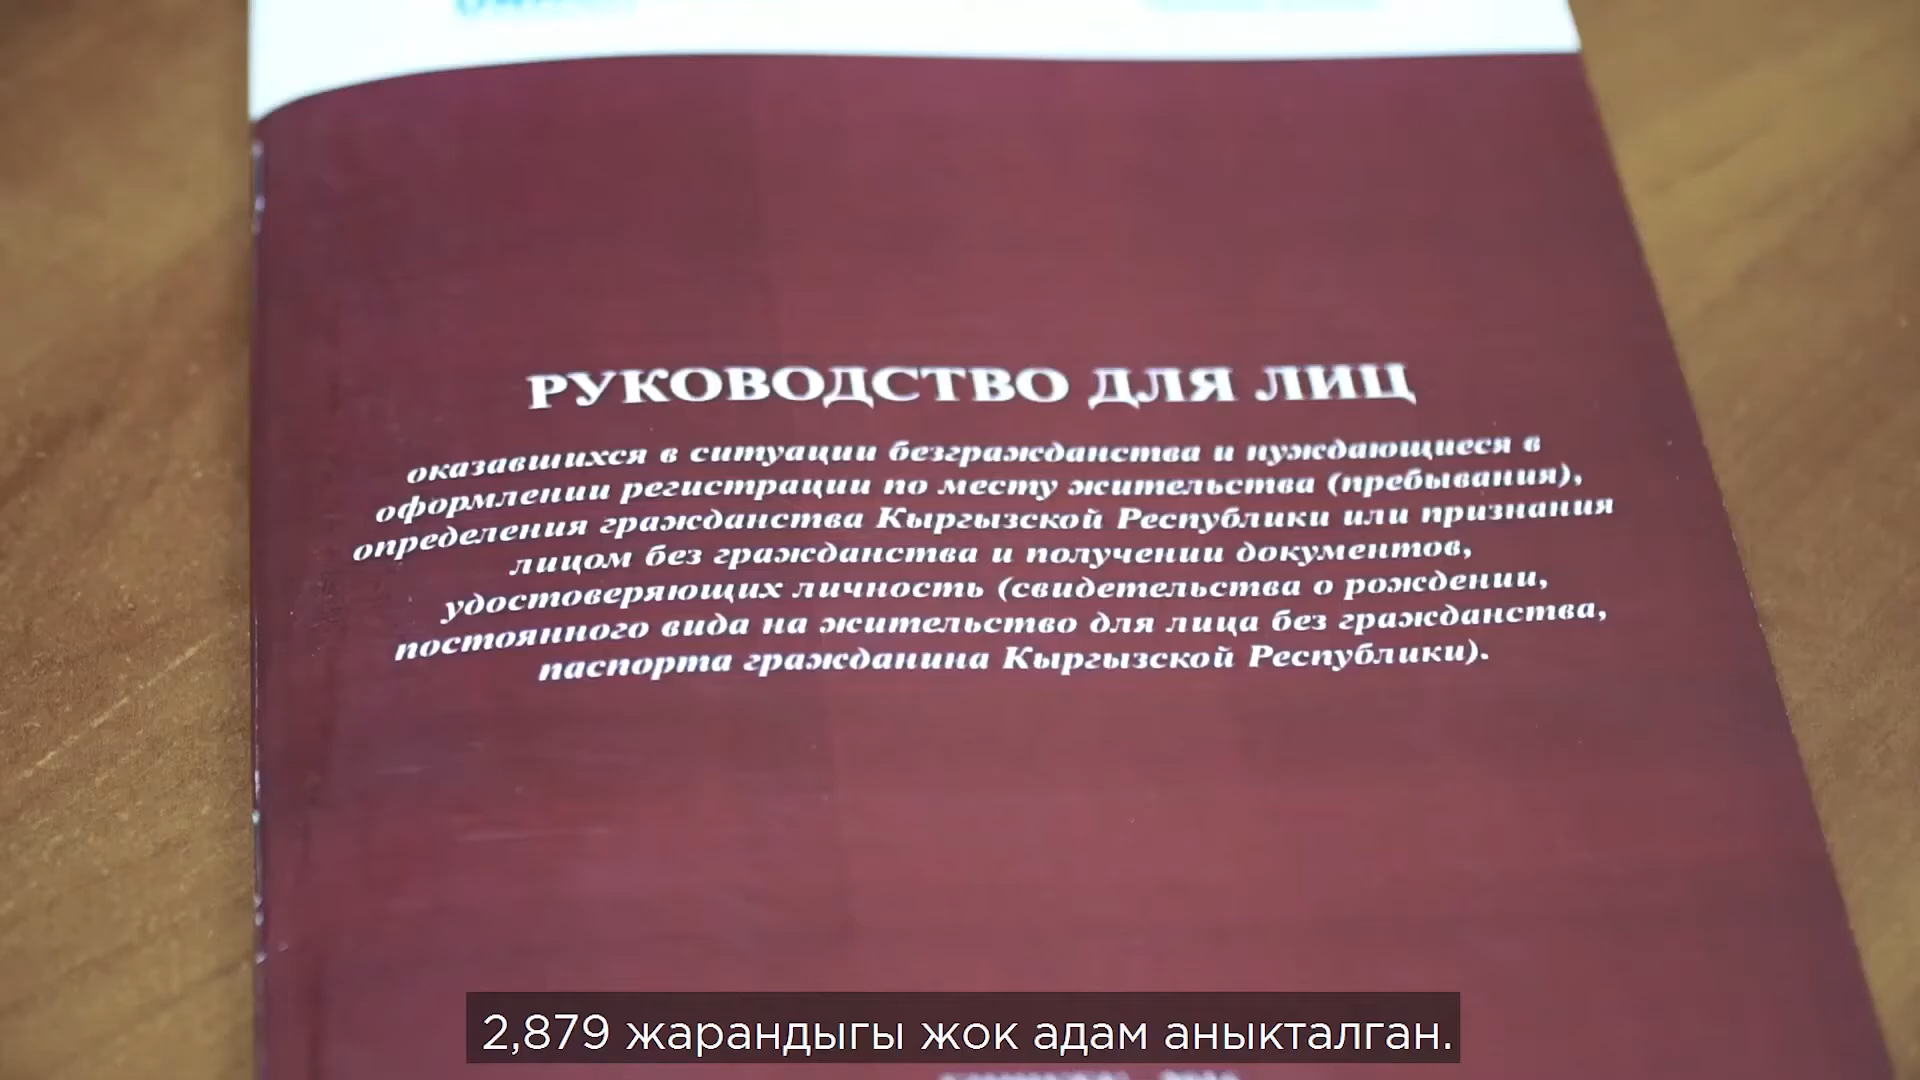 РУКОВОДСТВО ДЛЯ ЛИЦ
оказавшихся в ситуации безгражданства и нуждающиеся в
оформлении регистрации по месту жительства (пребывания),
определения гражданства Кыргызской Республики или признания
лицом без гражданства и получении документов,
удостоверяющих личность (свидетельства о рождении,
постоянного вида на жительство для лица без гражданства,
паспорта гражданина Кыргызской Республики).
2,879 жарандыгы жок адам аныкталган.